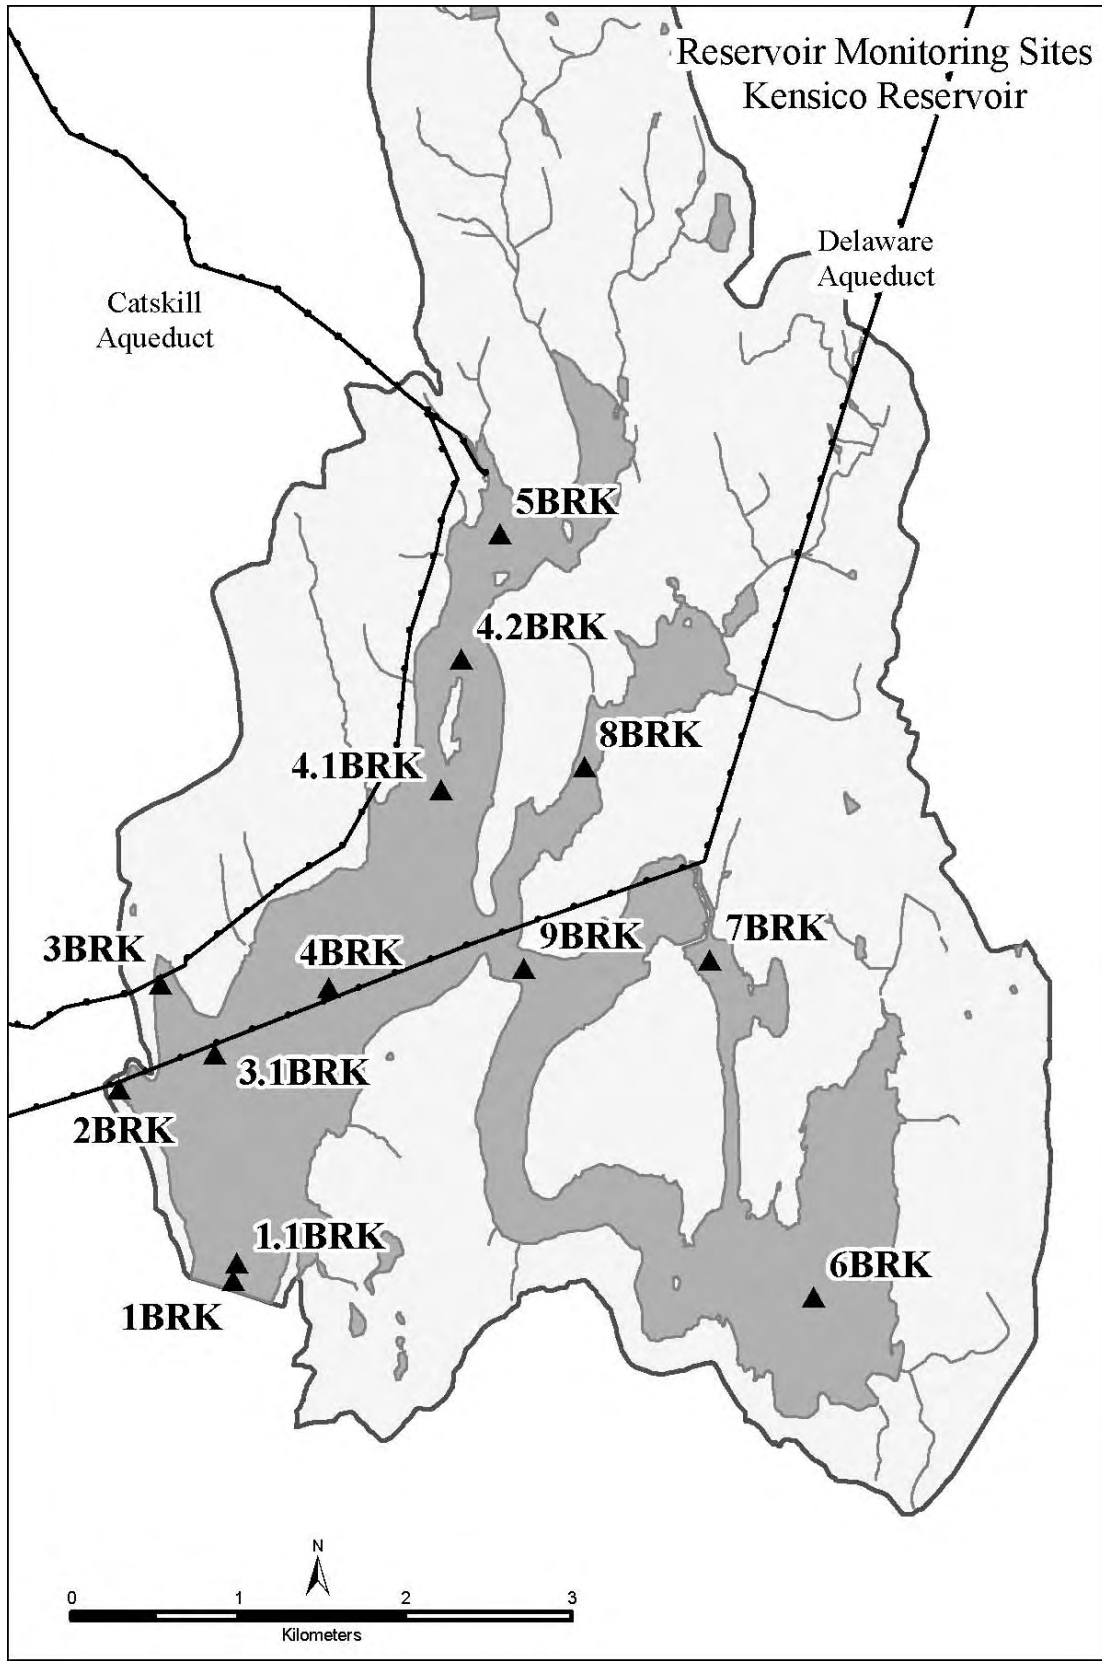 Reservoir Monitoring Sites
Kensico Reservoir
Delaware
Aqueduct
Catskill
Aqueduct
5BRK
4.2BRK
8BRK
4.1BRK
9BRK
7BRK
3BRK
4BRK
3.1BRK
2BRK
1.1BRK
6BRK
1BRK
N
0 1 2 3
Kilometers